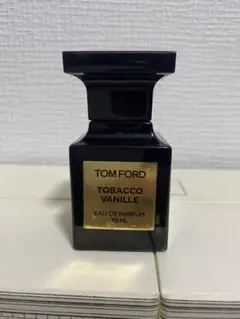 TOM FORD
TOBACCO
VANILLE
EAU DE PARFUM